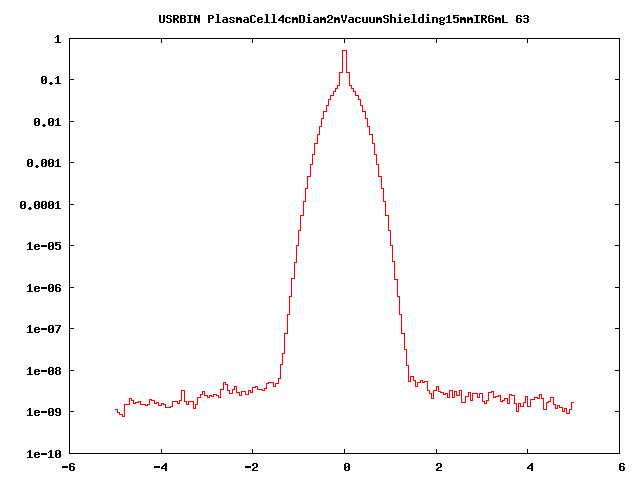 USRBIN PlasmaCell4cmDiam2mVacuumShielding15mmIR6mL 63
1
0.1
0.01
0.001
0.0001
1e-05
1e-06
1e-07
1e-08
1e-09
1e-10
-6 -4 -2 0 2 4 6